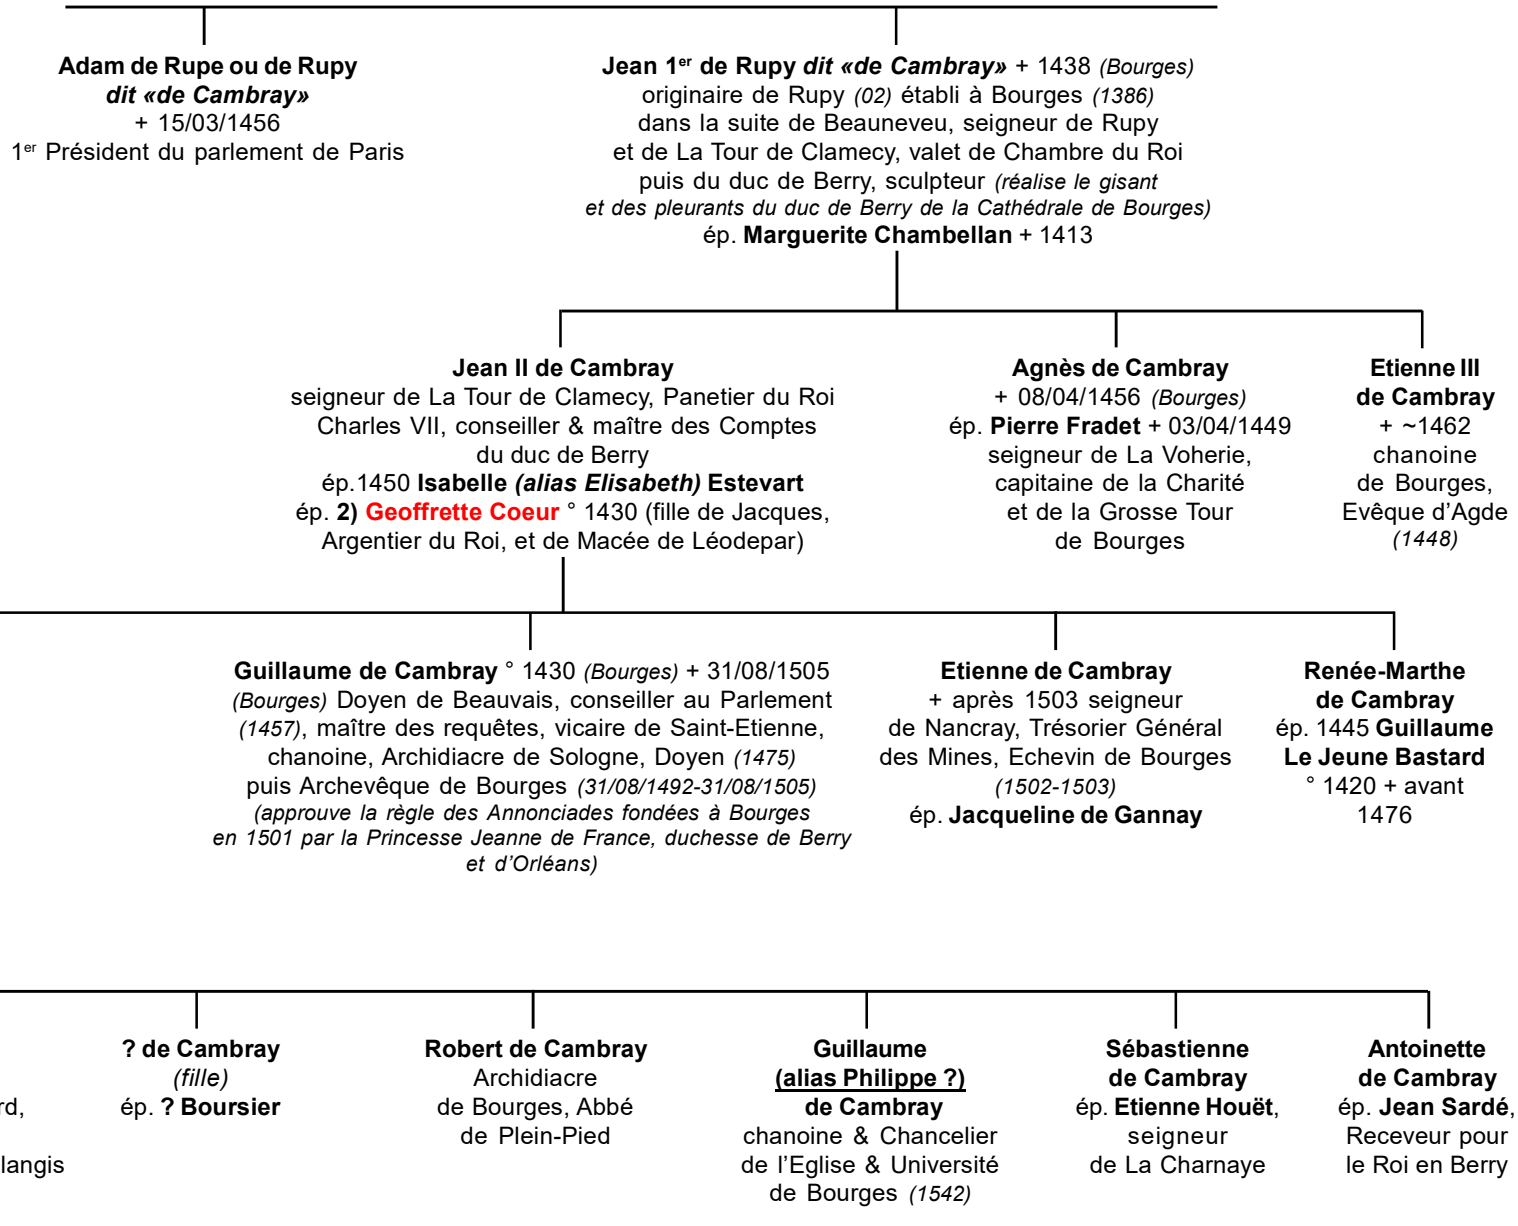 Adam de Rupe ou de Rupy
dit «de Cambray»
+ 15/03/1456
1er Président du parlement de Paris
Jean 1er de Rupy dit «de Cambray» + 1438 (Bourges)
originaire de Rupy (02) établi à Bourges (1386)
dans la suite de Beauneveu, seigneur de Rupy
et de La Tour de Clamecy, valet de Chambre du Roi
puis du duc de Berry, sculpteur (réalise le gisant
et des pleurants du duc de Berry de la Cathédrale de Bourges)
ép. Marguerite Chambellan + 1413
Jean II de Cambray
seigneur de La Tour de Clamecy, Panetier du Roi
Charles VII, conseiller & maître des Comptes
du duc de Berry
ép.1450 Isabelle (alias Elisabeth) Estevart
ép. 2) Geoffrette Coeur ° 1430 (fille de Jacques,
Argentier du Roi, et de Macée de Léodepar)
Agnès de Cambray
+ 08/04/1456 (Bourges)
ép. Pierre Fradet + 03/04/1449
seigneur de La Voherie,
capitaine de la Charité
et de la Grosse Tour
de Bourges
Etienne III
de Cambray
+ ~1462
chanoine
de Bourges,
Evêque d'Agde
(1448)
Guillaume de Cambray ° 1430 (Bourges) + 31/08/1505
(Bourges) Doyen de Beauvais, conseiller au Parlement
(1457), maître des requêtes, vicaire de Saint-Etienne,
chanoine, Archidiacre de Sologne, Doyen (1475)
puis Archevêque de Bourges (31/08/1492-31/08/1505)
(approuve la règle des Annonciades fondées à Bourges
en 1501 par la Princesse Jeanne de France, duchesse de Berry
et d'Orléans)
Etienne de Cambray
+ après 1503 seigneur
de Nancray, Trésorier Général
des Mines, Echevin de Bourges
(1502-1503)
ép. Jacqueline de Gannay
Renée-Marthe
de Cambray
ép. 1445 Guillaume
Le Jeune Bastard
° 1420 + avant
1476
rd,
langis
? de Cambray
(fille)
ép. ? Boursier
Robert de Cambray
Archidiacre
de Bourges, Abbé
de Plein-Pied
Guillaume
(alias Philippe ?)
de Cambray
chanoine & Chancelier
de l'Eglise & Université
de Bourges (1542)
Sébastienne
de Cambray
ép. Etienne Houët,
seigneur
de La Charnaye
Antoinette
de Cambray
ép. Jean Sardé,
Receveur pour
le Roi en Berry